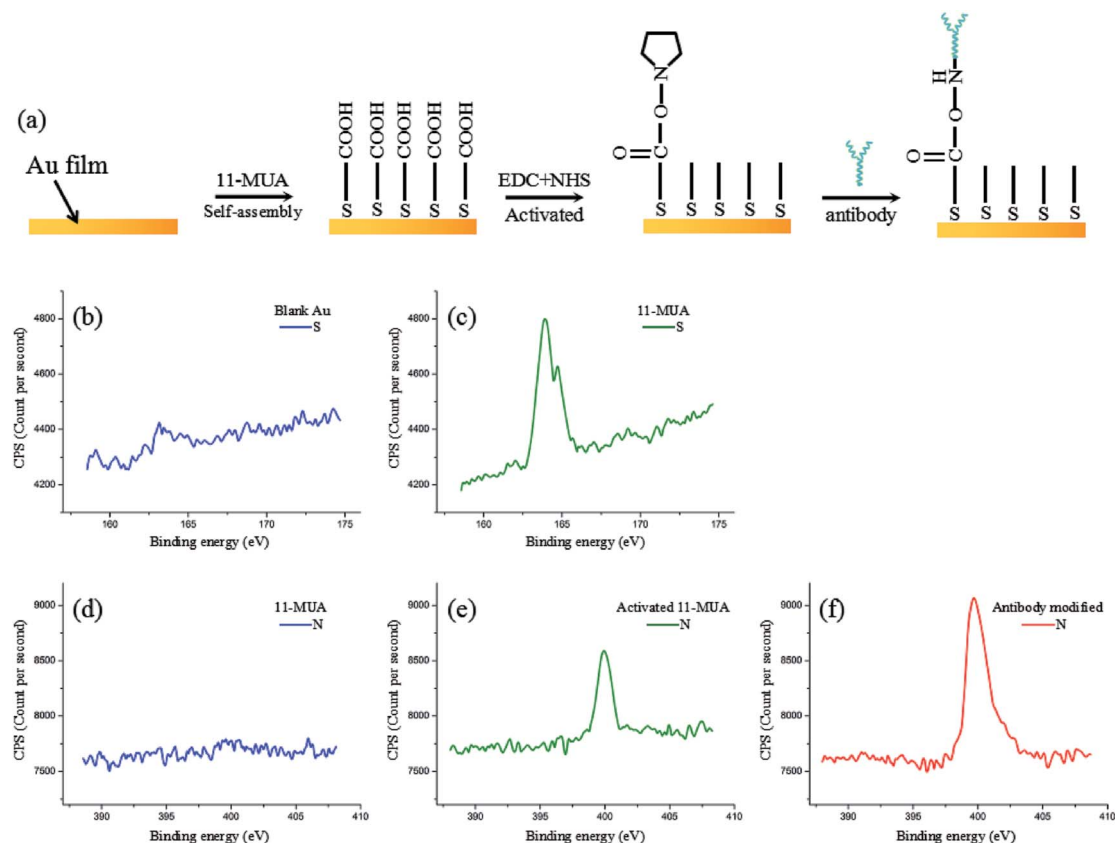 (a)
Au film
11-MUA
Self-assembly
COOH
COOH
COOH
COOH
COOH
S
S
S
S
S
EDC+NHS
Activated
N
O
O
C
S
S
S
S
S
antibody
H
N
O
O
C
S
S
S
S
S
(b)
Blank Au
S
CPS (Count per second)
4800
4600
4400
4200
160
165
170
175
Binding energy (eV)
(c)
11-MUA
S
CPS (Count per second)
4800
4600
4400
4200
160
165
170
175
Binding energy (eV)
(d)
11-MUA
N
CPS (Count per second)
9000
8500
8000
7500
390
395
400
405
410
Binding energy (eV)
(e)
Activated 11-MUA
N
CPS (Count per second)
9000
8500
8000
7500
390
395
400
405
410
Binding energy (eV)
(f)
Antibody modified
N
CPS (Count per second)
9000
8500
8000
7500
390
395
400
405
410
Binding energy (eV)